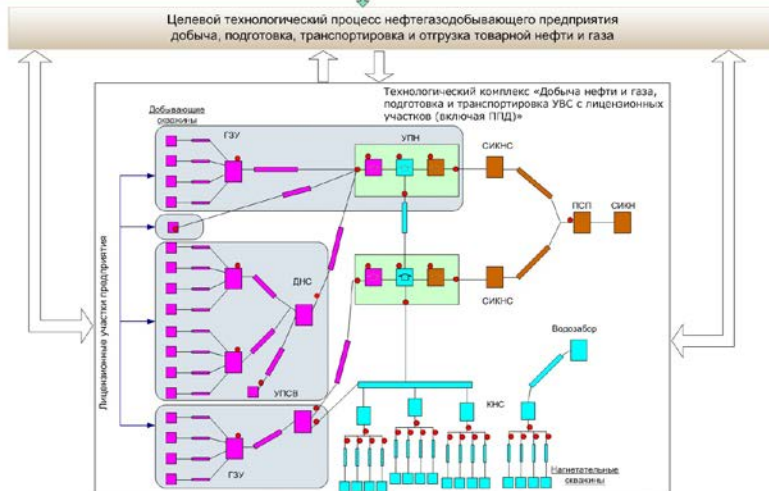 Целевой технологический процесс нефтегазодобывающего предприятия
добыча, подготовка, транспортировка и отгрузка товарной нефти и газа
Технологический комплекс «Добыча нефти и газа,
подготовка и транспортировка УВС с лицензионных
участков (включая ППД)»
Добывающие
скважины
ГЗУ
УПН
СИКНС
ПСП
СИКН
ДНС
СИКНС
Водозабор
УПСВ
КНС
ГЗУ
Нагнетательные
скважины
Лицензионные участки предприятия